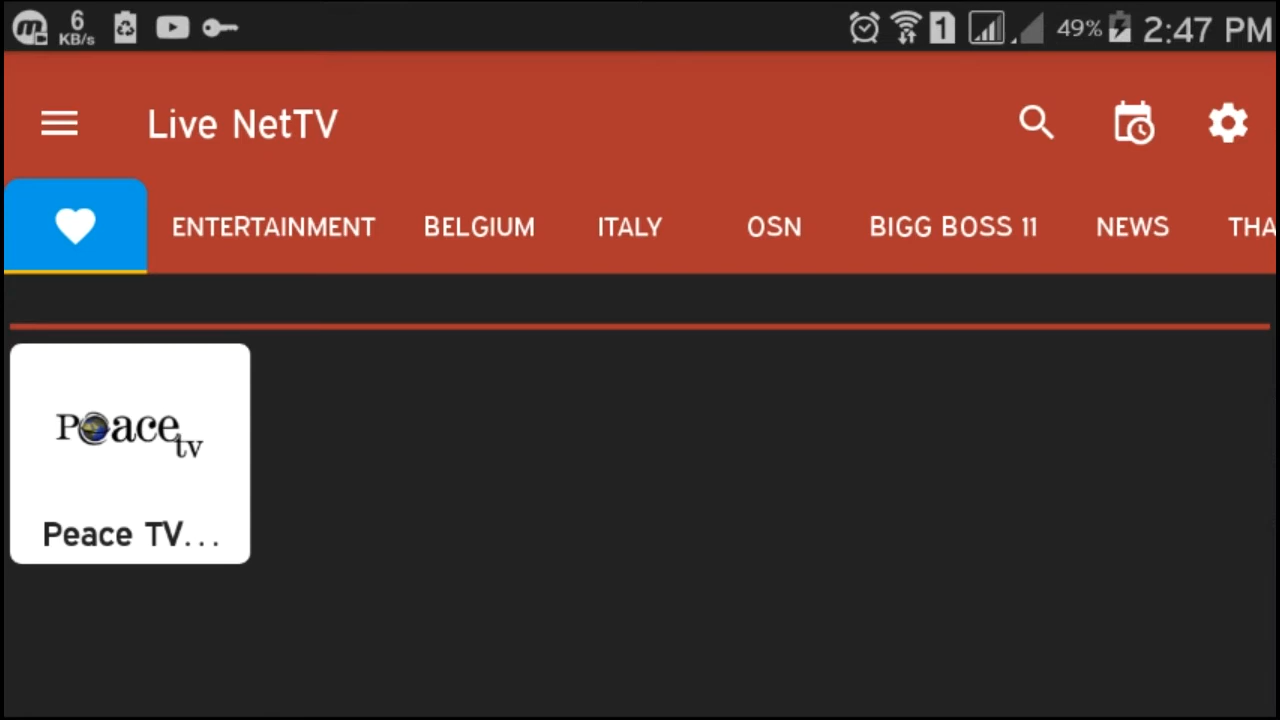 6
KB/s
1
49%
2:47 PM
Live NetTV
ENTERTAINMENT
BELGIUM
ITALY
OSN
BIGG BOSS 11
NEWS
THA
Peace
tv
Peace TV...